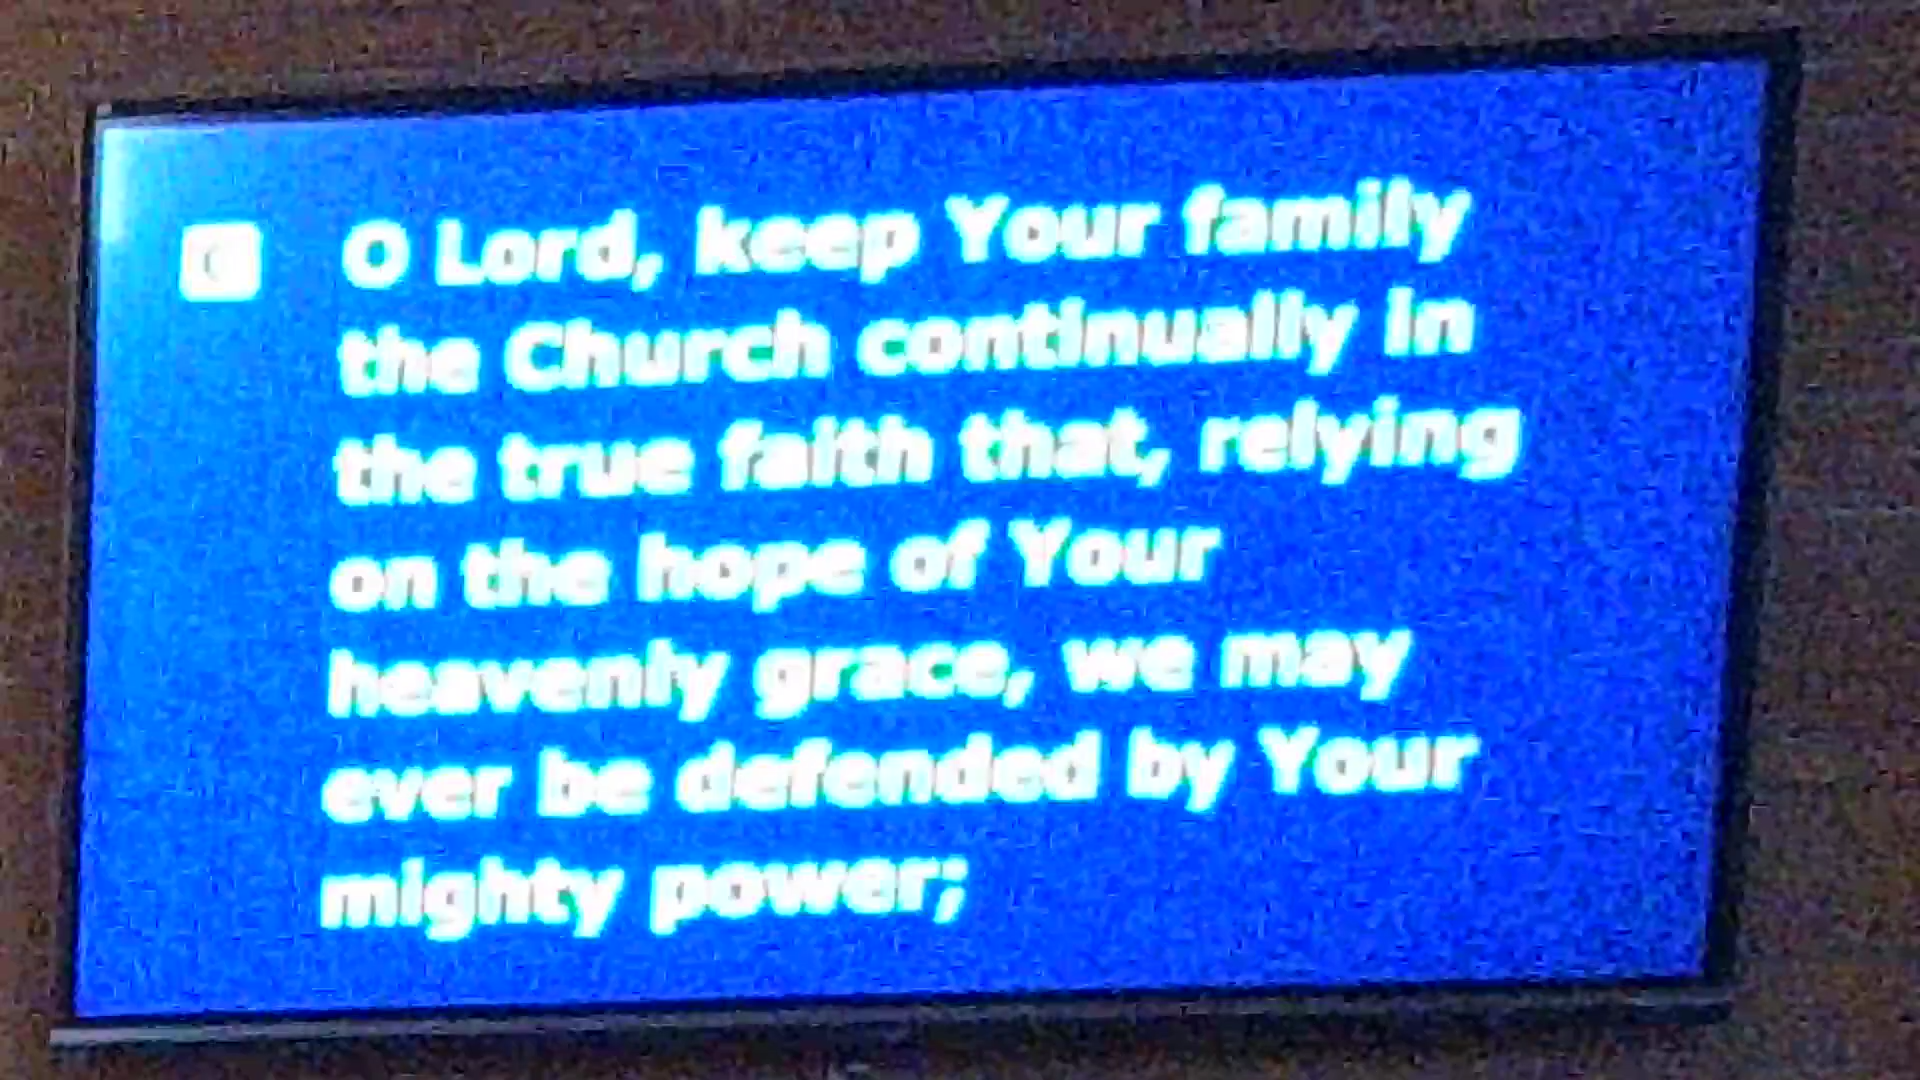 C O Lord, keep Your family
the Church continually in
the true faith that, relying
on the hope of Your
heavenly grace, we may
ever be defended by Your
mighty power;